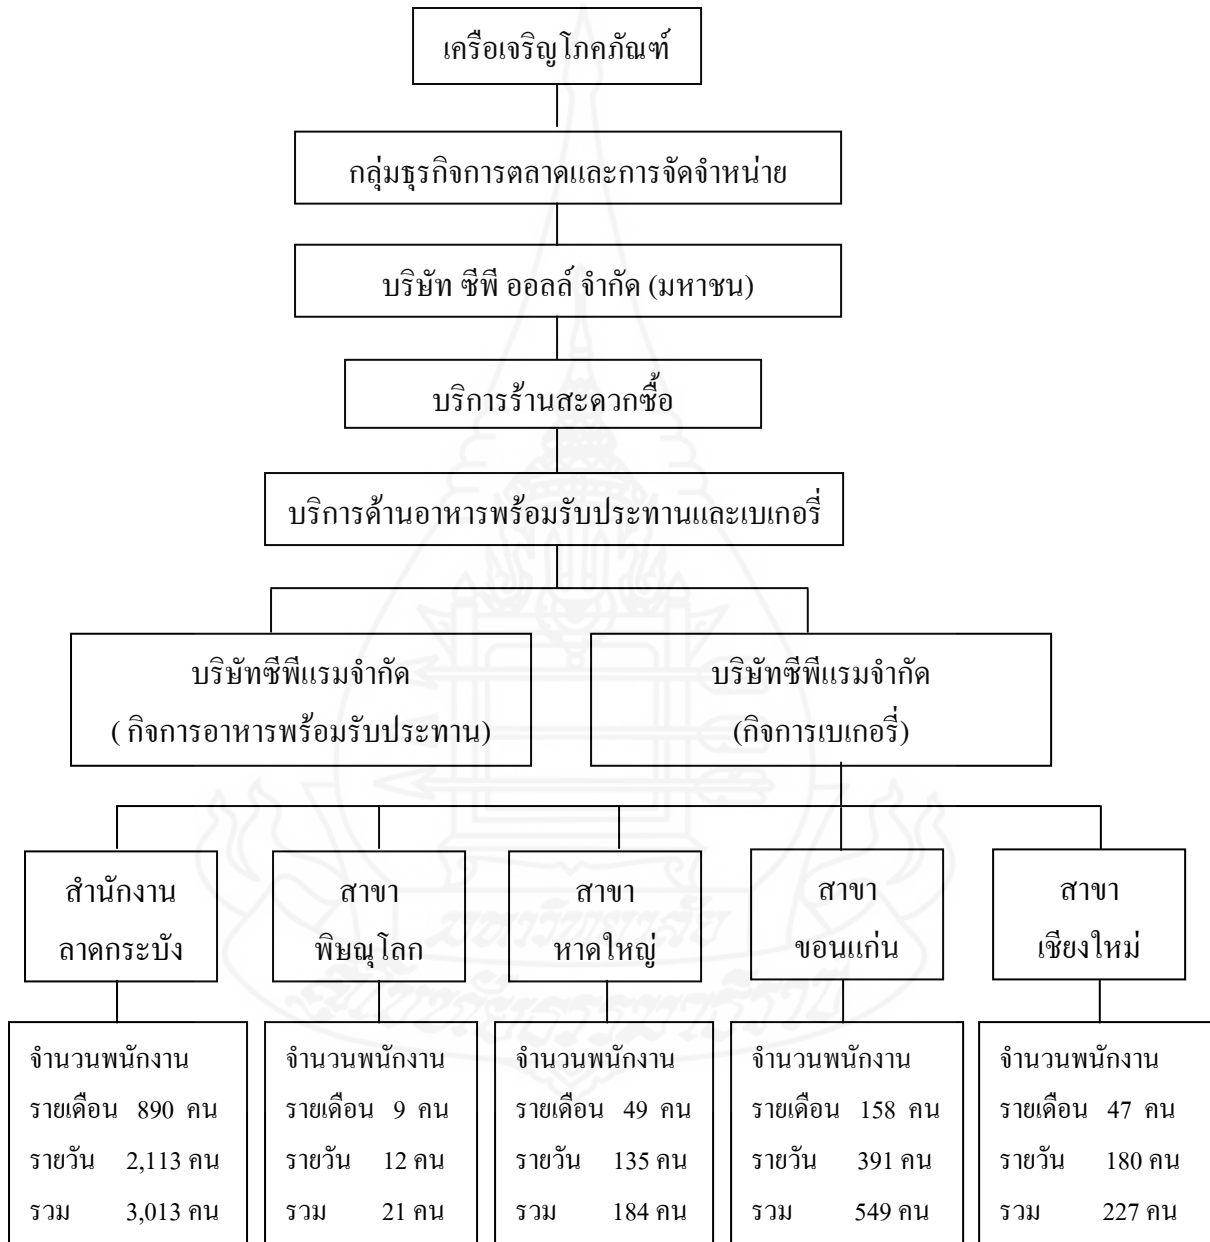 เครือเจริญโภคภัณฑ์
กลุ่มธุรกิจการตลาดและการจัดจำหน่าย
บริษัท ซีพี ออลล์ จำกัด (มหาชน)
บริการร้านสะดวกซื้อ
บริการด้านอาหารพร้อมรับประทานและเบเกอรี่
บริษัทซีพีแรมจำกัด
( กิจการอาหารพร้อมรับประทาน)
บริษัทซีพีแรมจำกัด
(กิจการเบเกอรี่)
สำนักงาน
ลาดกระบัง
สาขา
พิษณุโลก
สาขา
หาดใหญ่
สาขา
ขอนแก่น
สาขา
เชียงใหม่
จำนวนพนักงาน
รายเดือน 890 คน
รายวัน 2,113 คน
รวม 3,013 คน
จำนวนพนักงาน
รายเดือน 9 คน
รายวัน 12 คน
รวม 21 คน
จำนวนพนักงาน
รายเดือน 49 คน
รายวัน 135 คน
รวม 184 คน
จำนวนพนักงาน
รายเดือน 158 คน
รายวัน 391 คน
รวม 549 คน
จำนวนพนักงาน
รายเดือน 47 คน
รายวัน 180 คน
รวม 227 คน